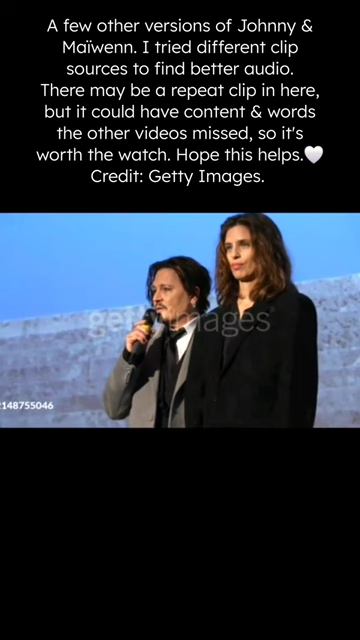 A few other versions of Johnny &
Maïwenn. I tried different clip
sources to find better audio.
There may be a repeat clip in here,
but it could have content & words
the other videos missed, so it's
worth the watch. Hope this helps.🤍
Credit: Getty Images.
gettyimages
2148755046